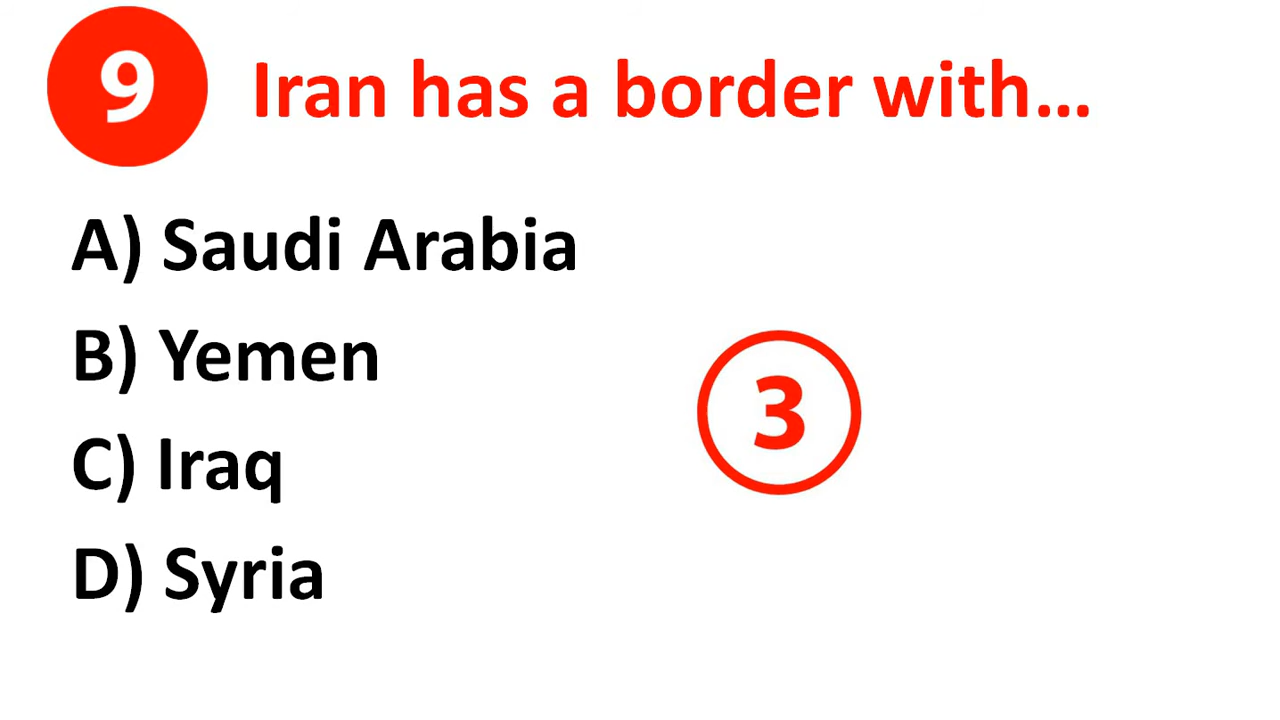 9 Iran has a border with...
A) Saudi Arabia
B) Yemen
3
C) Iraq
D) Syria